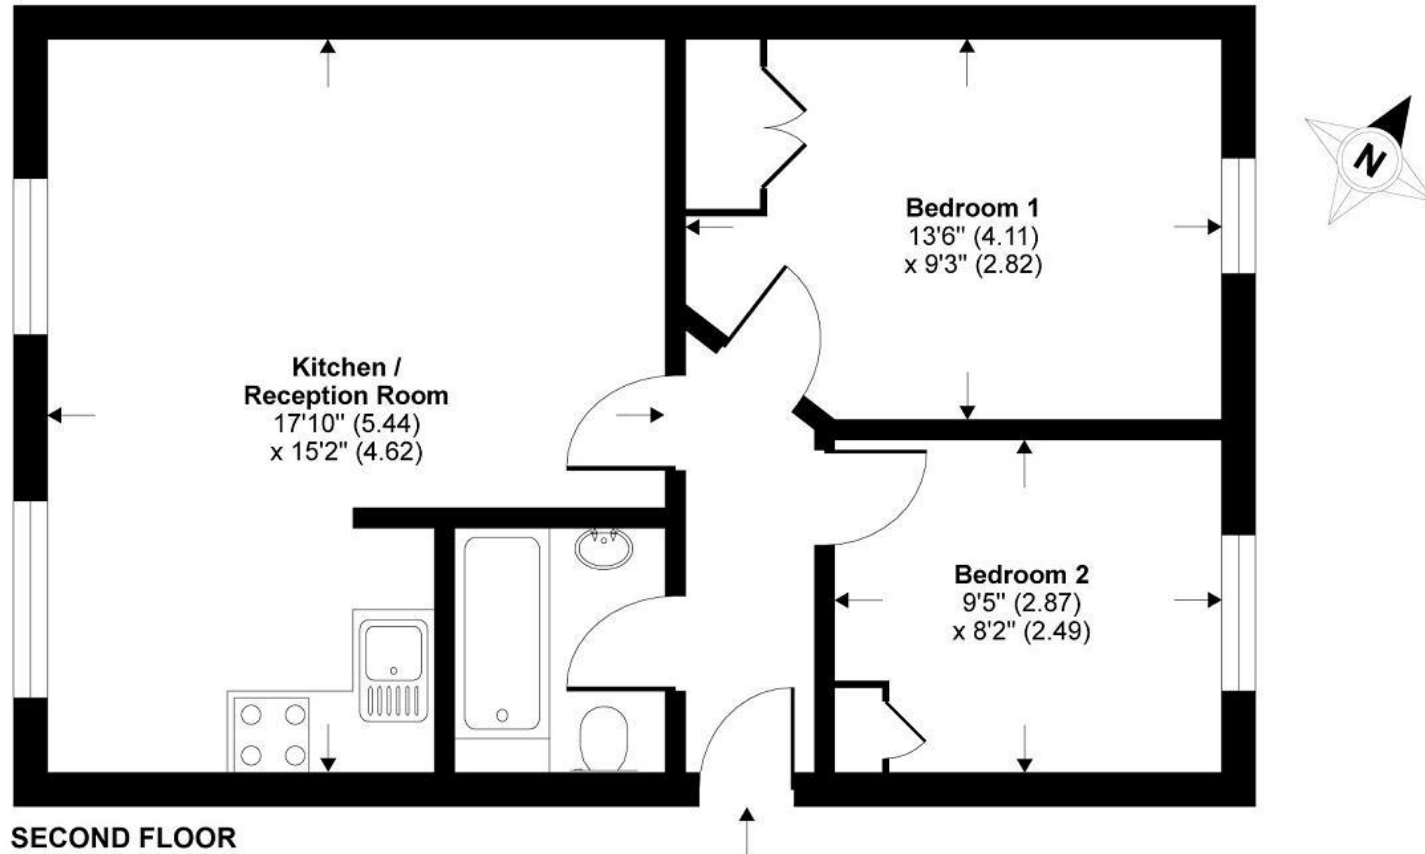 Bedroom 1
13'6" (4.11)
x 9'3" (2.82)
N
Kitchen /
Reception Room
17'10" (5.44)
x 15'2" (4.62)
Bedroom 2
9'5" (2.87)
x 8'2" (2.49)
SECOND FLOOR